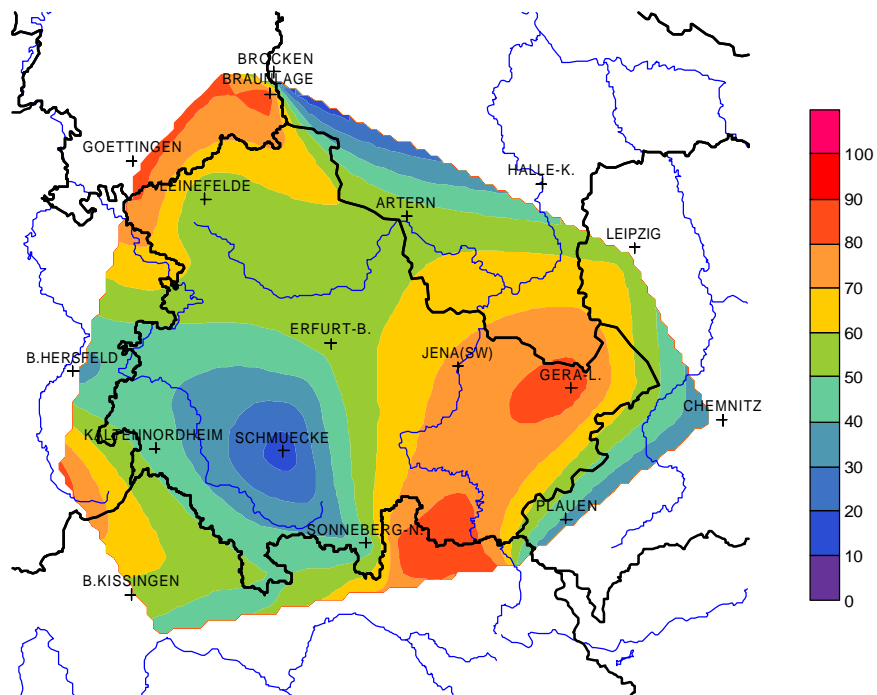 BROCKEN
BRAUNLAGE
GOETTINGEN
HALLE-K.
LEINEFELDE
ARTERN
LEIPZIG
ERFURT-B.
JENA(SW)
B.HERSFELD
GERA-L.
CHEMNITZ
KALTENNORDHEIM
SCHMUECKE
PLAUEN
SONNEBERG-N.
B.KISSINGEN
100
90
80
70
60
50
40
30
20
10
0